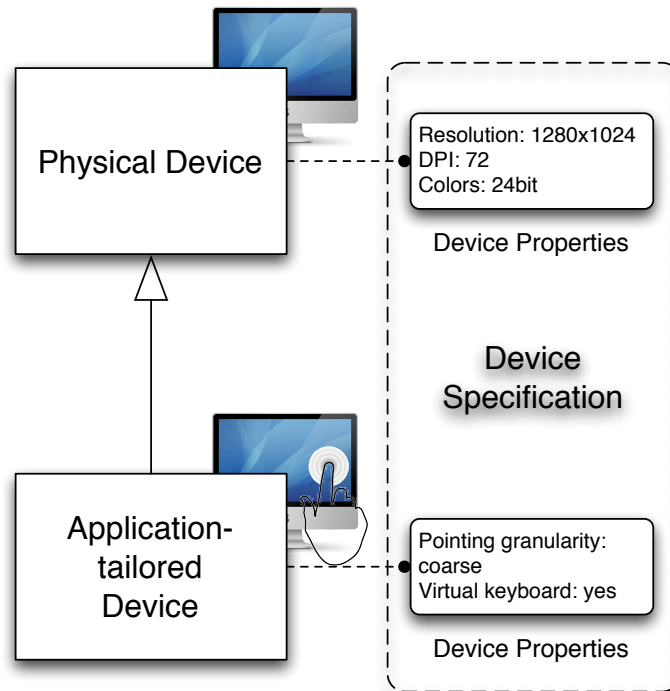 Physical Device
Resolution: 1280x1024
DPI: 72
Colors: 24bit
Device Properties
Device
Specification
Application-
tailored
Device
Pointing granularity:
coarse
Virtual keyboard: yes
Device Properties